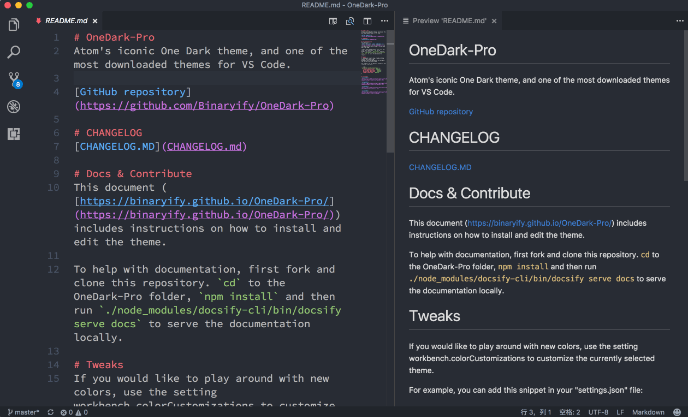 README.md - OneDark-Pro
README.md
Preview 'README.md'
1 # OneDark-Pro
2 Atom's iconic One Dark theme, and one of the
most downloaded themes for VS Code.
3
4 [GitHub repository]
(https://github.com/Binaryify/OneDark-Pro)
5
6 # CHANGELOG
7 [CHANGELOG.MD](CHANGELOG.md)
8
9 # Docs & Contribute
10 This document (
[https://binaryify.github.io/OneDark-Pro/]
(https://binaryify.github.io/OneDark-Pro/))
includes instructions on how to install and
edit the theme.
11
12 To help with documentation, first fork and
clone this repository. `cd` to the
OneDark-Pro folder, `npm install` and then
run `./node_modules/docsify-cli/bin/docsify
serve docs` to serve the documentation
locally.
13
14 # Tweaks
15 If you would like to play around with new
colors, use the setting
workbench.colorCustomizations to customize
OneDark-Pro
Atom's iconic One Dark theme, and one of the most downloaded themes
for VS Code.
GitHub repository
CHANGELOG
CHANGELOG.MD
Docs & Contribute
This document (https://binaryify.github.io/OneDark-Pro/) includes
instructions on how to install and edit the theme.
To help with documentation, first fork and clone this repository. cd to
the OneDark-Pro folder, npm install and then run
./node_modules/docsify-cli/bin/docsify serve docs to serve
the documentation locally.
Tweaks
If you would like to play around with new colors, use the setting
workbench.colorCustomizations to customize the currently selected
theme.
For example, you can add this snippet in your "settings.json" file:
8
master* 0 0
行 3, 列 1 空格: 2 UTF-8 LF Markdown